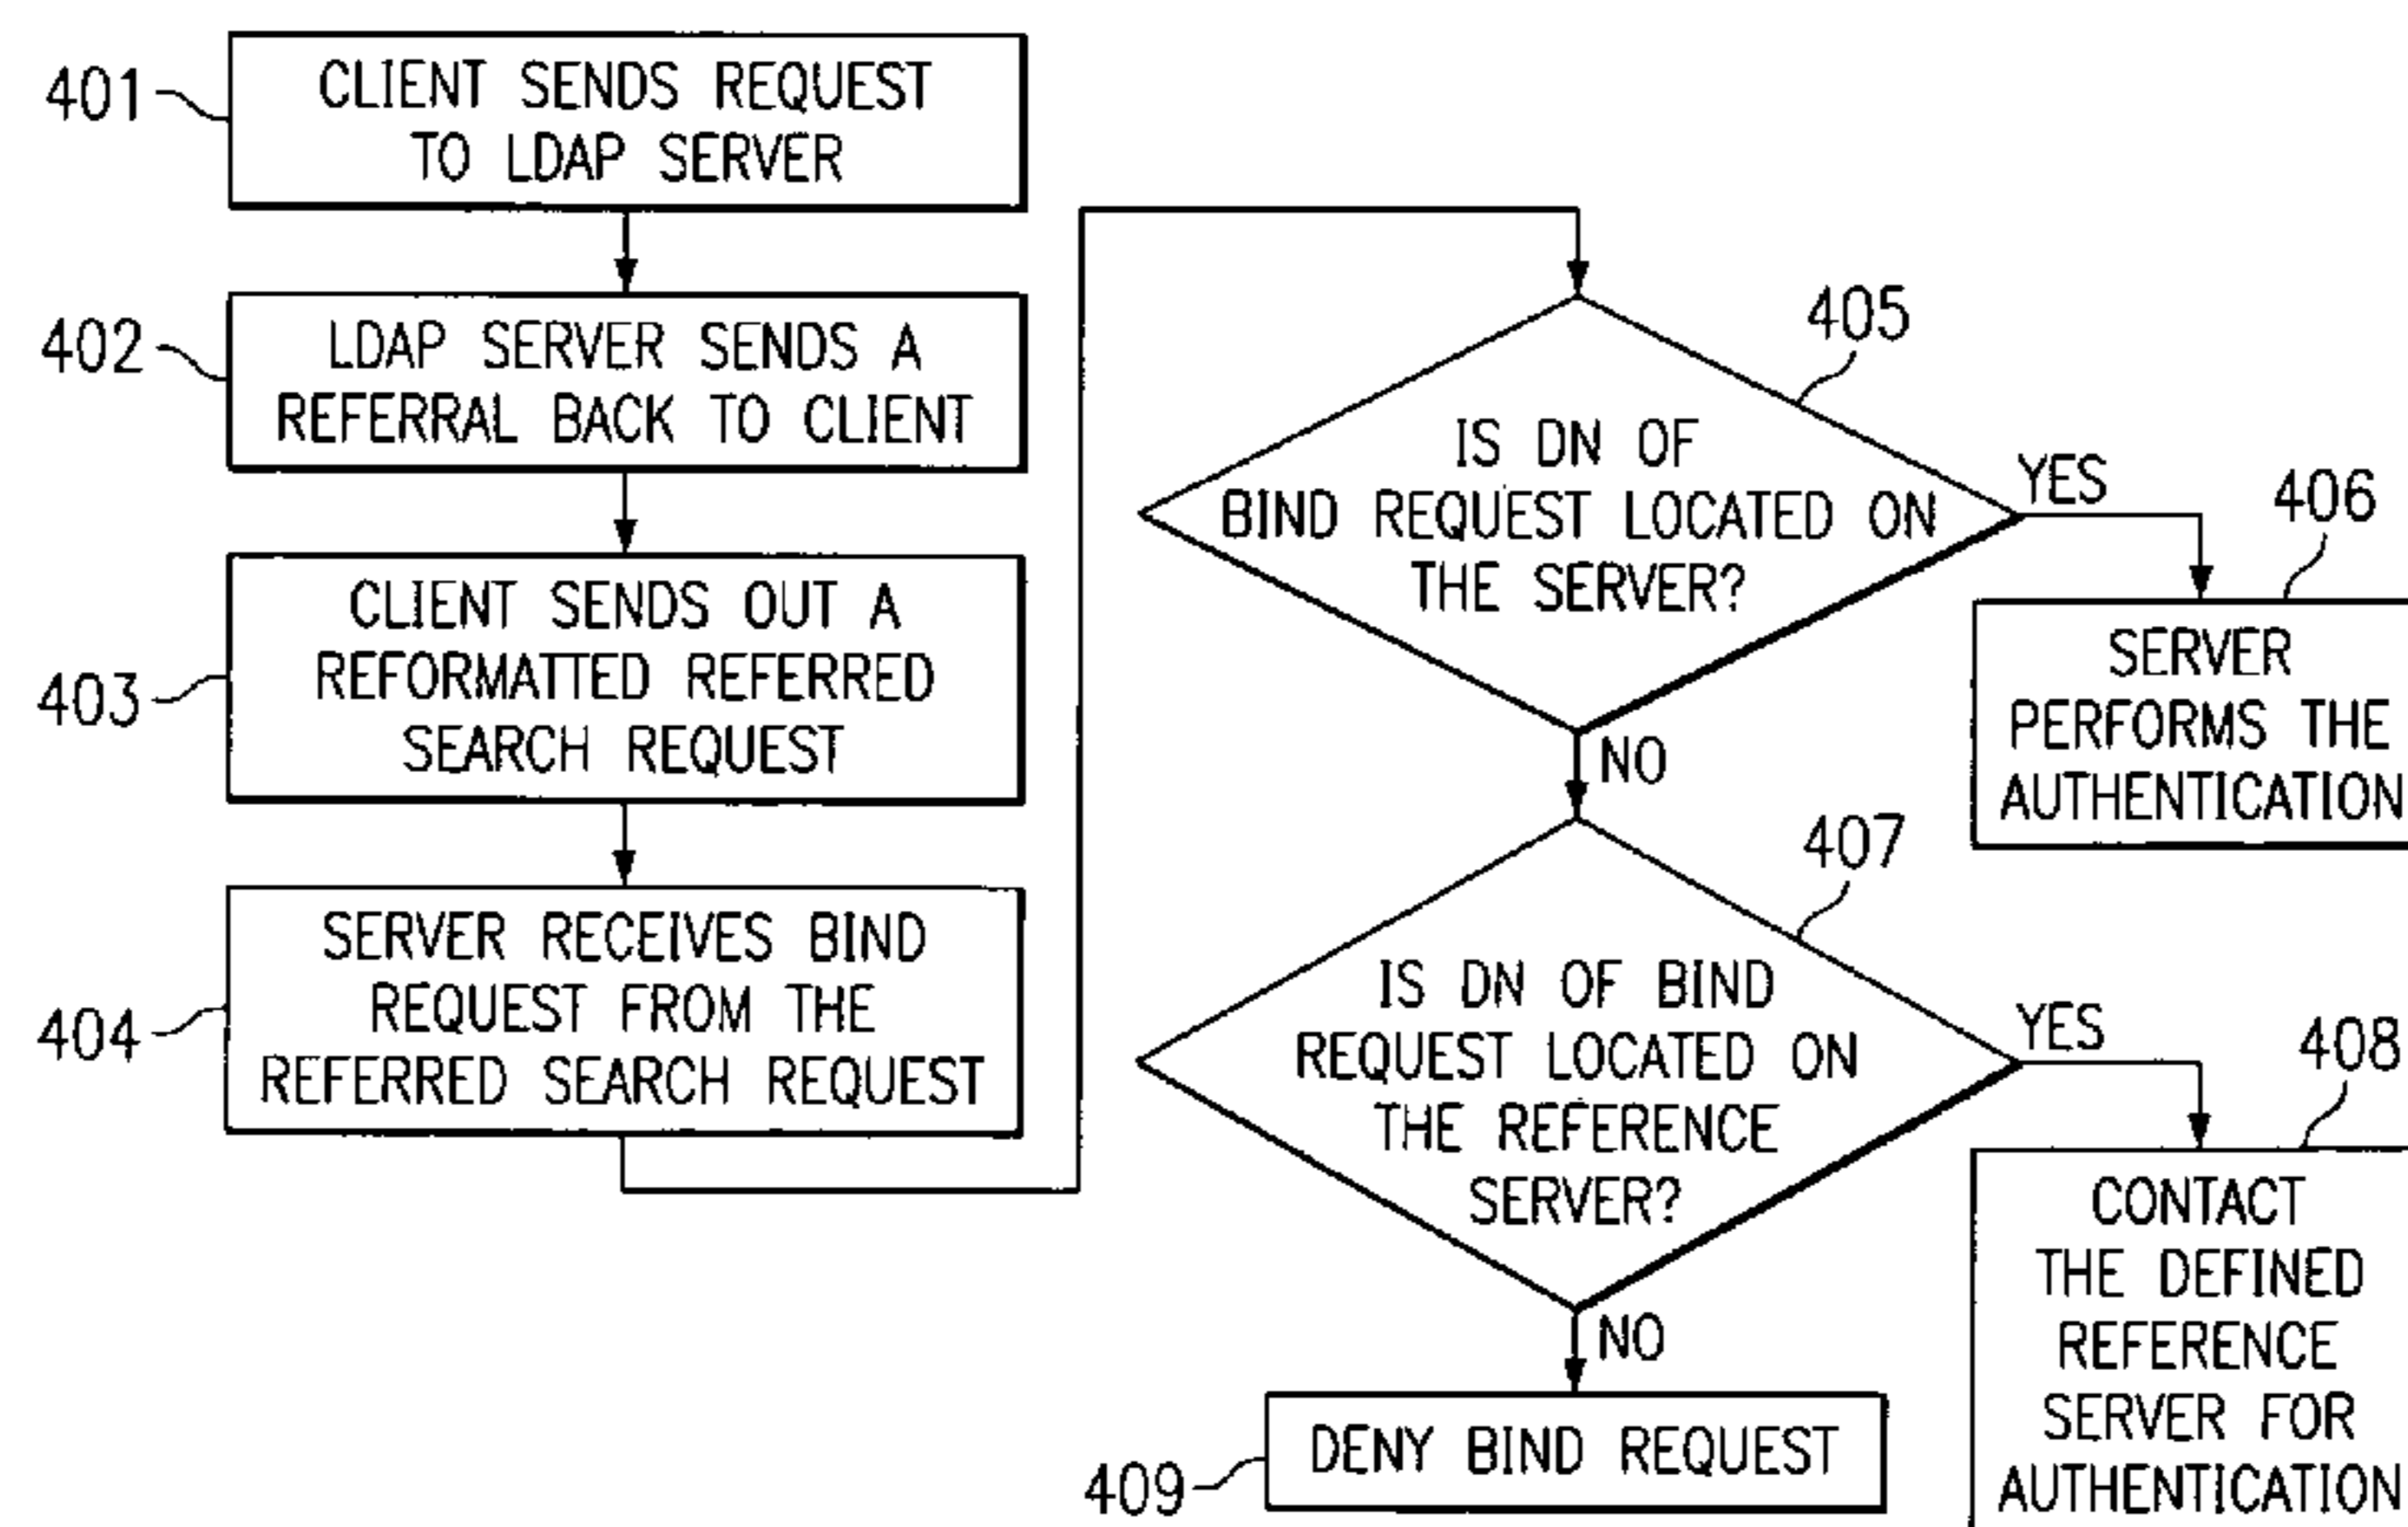 401
CLIENT SENDS REQUEST
TO LDAP SERVER
402
LDAP SERVER SENDS A
REFERRAL BACK TO CLIENT
403
CLIENT SENDS OUT A
REFORMATTED REFERRED
SEARCH REQUEST
404
SERVER RECEIVES BIND
REQUEST FROM THE
REFERRED SEARCH REQUEST
405
IS DN OF
BIND REQUEST LOCATED ON
THE SERVER?
YES
406
SERVER
PERFORMS THE
AUTHENTICATION
NO
407
IS DN OF BIND
REQUEST LOCATED ON
THE REFERENCE
SERVER?
YES
408
CONTACT
THE DEFINED
REFERENCE
SERVER FOR
AUTHENTICATION
NO
409
DENY BIND REQUEST